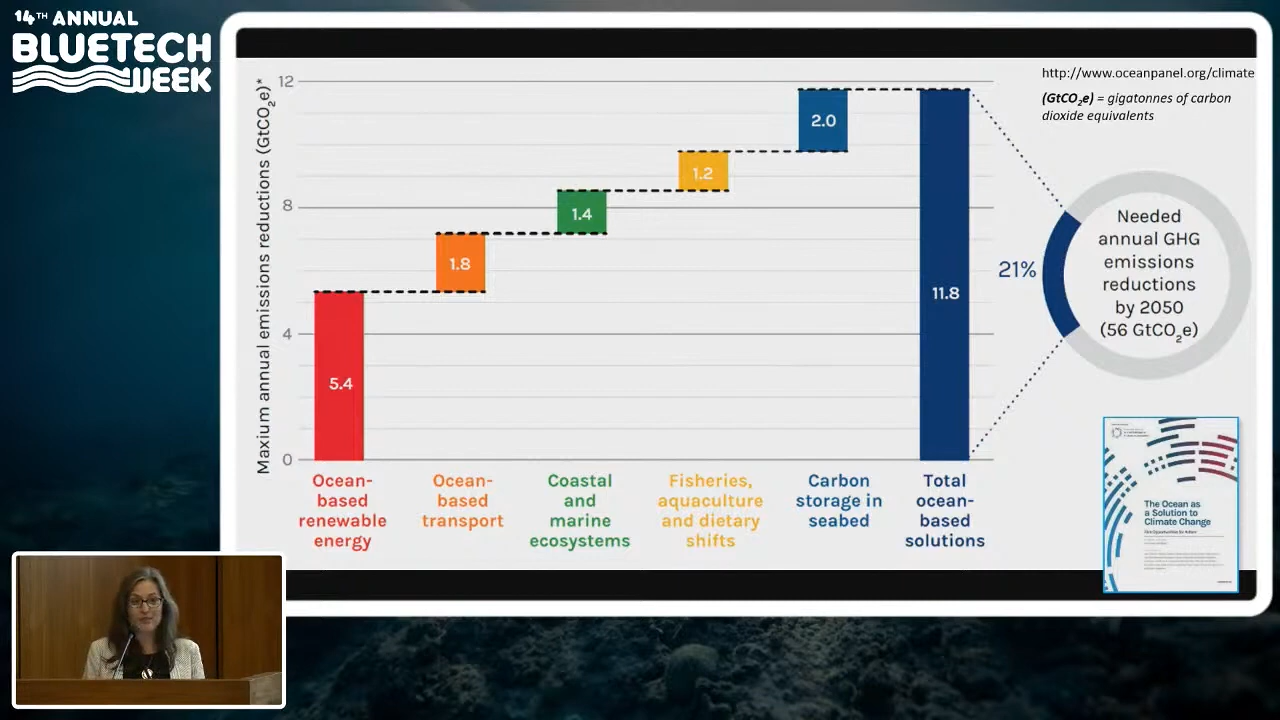 14TH ANNUAL
BLUETECH
WEEK
Maxium annual emissions reductions (GtCO2e)*
12
8
4
0
5.4
1.8
1.4
1.2
2.0
11.8
Ocean-
based
renewable
energy
Ocean-
based
transport
Coastal
and
marine
ecosystems
Fisheries,
aquaculture
and dietary
shifts
Carbon
storage in
seabed
Total
ocean-
based
solutions
http://www.oceanpanel.org/climate
(GtCO2e) = gigatonnes of carbon
dioxide equivalents
21%
Needed
annual GHG
emissions
reductions
by 2050
(56 GtCO2e)
The Ocean as
a Solution to
Climate Change